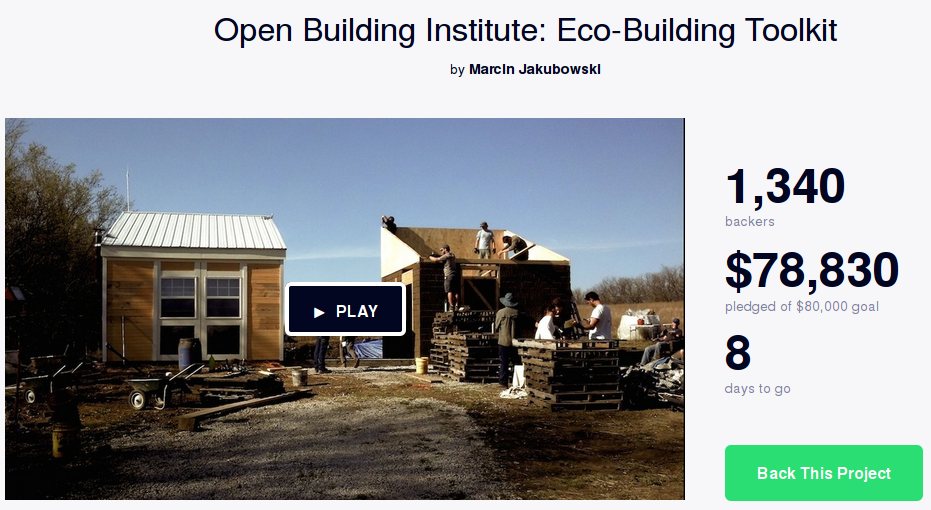 Open Building Institute: Eco-Building Toolkit
by Marcin Jakubowski
▶ PLAY
1,340
backers
$78,830
pledged of $80,000 goal
8
days to go
Back This Project